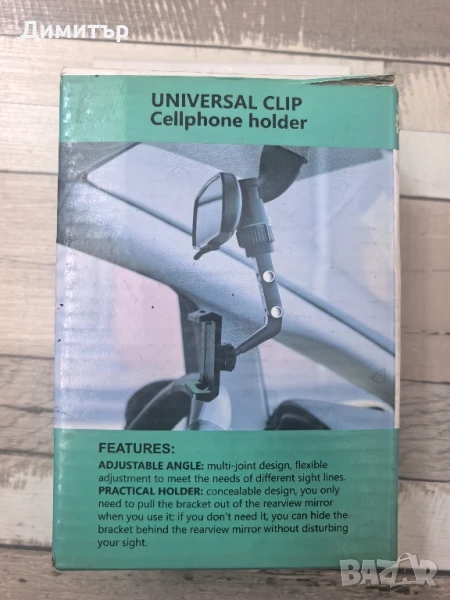 Димитър
UNIVERSAL CLIP
Cellphone holder
FEATURES:
ADJUSTABLE ANGLE: multi-joint design, flexible
adjustment to meet the needs of different sight lines.
PRACTICAL HOLDER: concealable design, you only
need to pull the bracket out of the rearview mirror
when you use it; if you don't need it, you can hide the
bracket behind the rearview mirror without disturbing
your sight.
BAZAR
bg